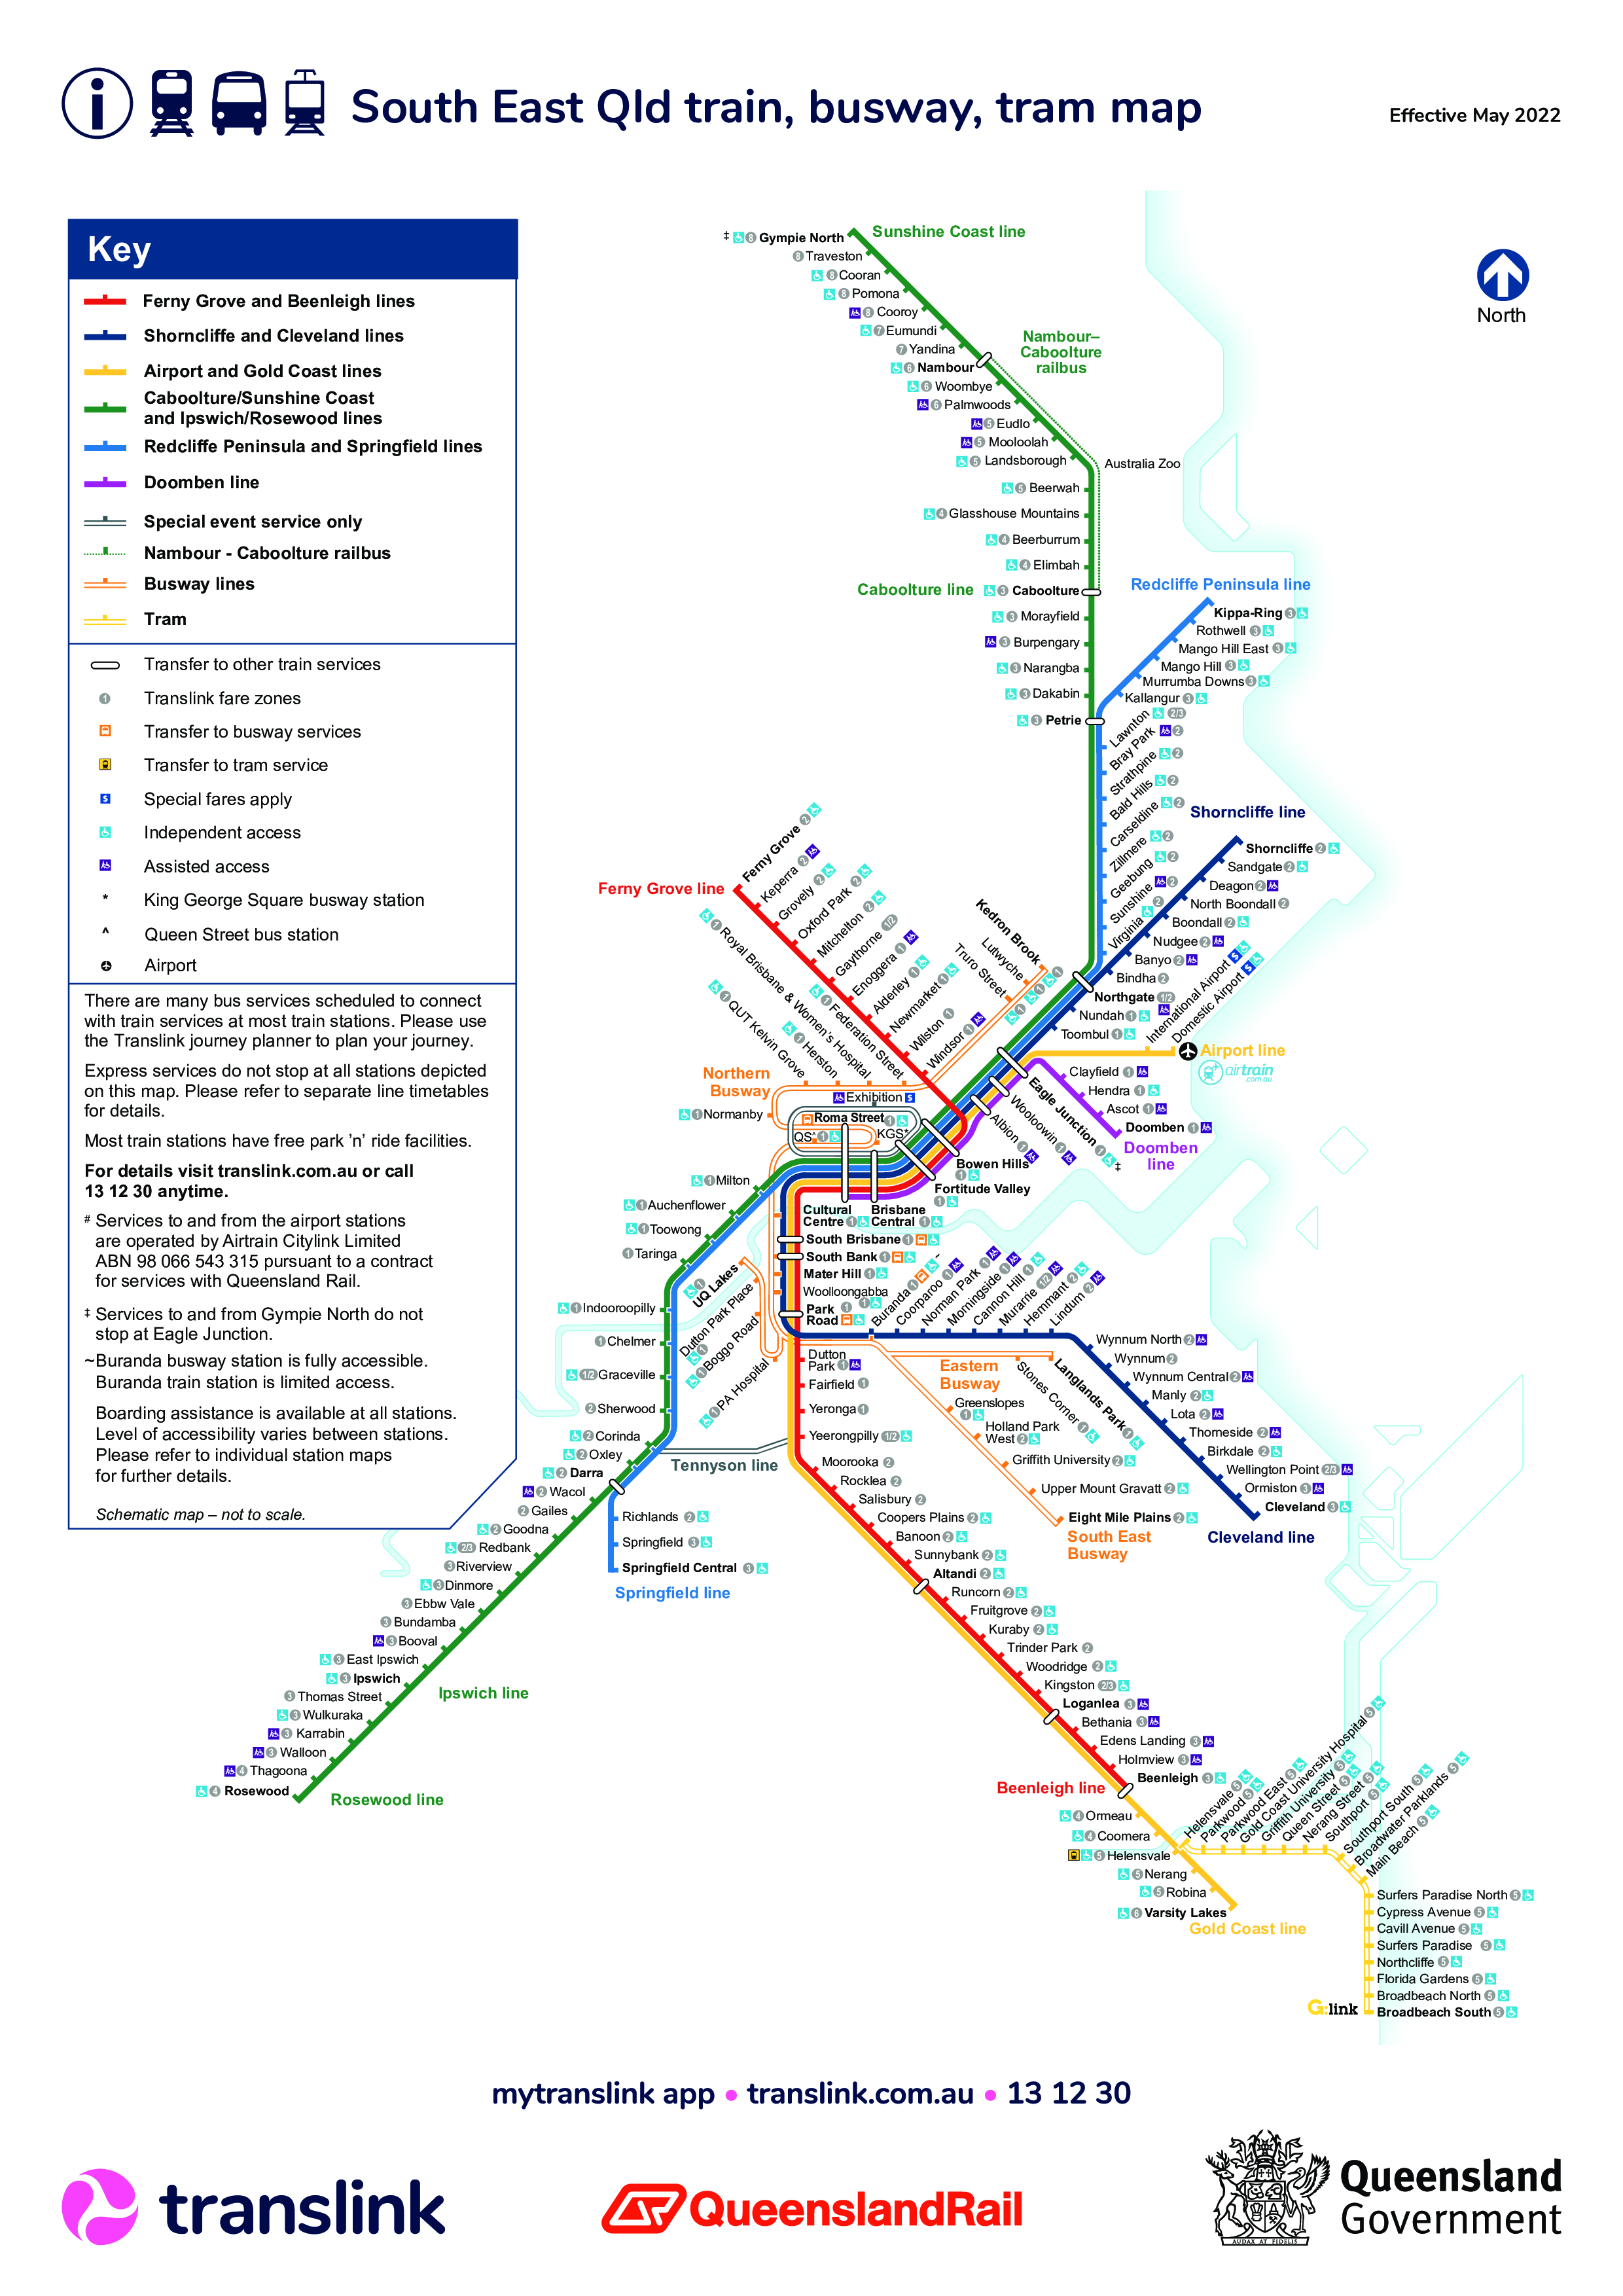 South East Qld train, busway, tram map
Effective May 2022
Key
Ferny Grove and Beenleigh lines
Shorncliffe and Cleveland lines
Airport and Gold Coast lines
Caboolture/Sunshine Coast
and Ipswich/Rosewood lines
Redcliffe Peninsula and Springfield lines
Doomben line
Special event service only
Nambour - Caboolture railbus
Busway lines
Tram
Transfer to other train services
1 Translink fare zones
Transfer to busway services
Transfer to tram service
$ Special fares apply
Independent access
Assisted access
* King George Square busway station
^ Queen Street bus station
Airport
There are many bus services scheduled to connect
with train services at most train stations. Please use
the Translink journey planner to plan your journey.
Express services do not stop at all stations depicted
on this map. Please refer to separate line timetables
for details.
Most train stations have free park 'n' ride facilities.
For details visit translink.com.au or call
13 12 30 anytime.
# Services to and from the airport stations
are operated by Airtrain Citylink Limited
ABN 98 066 543 315 pursuant to a contract
for services with Queensland Rail.
‡ Services to and from Gympie North do not
stop at Eagle Junction.
~Buranda busway station is fully accessible.
Buranda train station is limited access.
Boarding assistance is available at all stations.
Level of accessibility varies between stations.
Please refer to individual station maps
for further details.
Schematic map – not to scale.
North
Sunshine Coast line
‡ 8 Gympie North
8 Traveston
8 Cooran
8 Pomona
8 Cooroy
7 Eumundi
7 Yandina
6 Nambour
6 Woombye
6 Palmwoods
5 Eudlo
5 Mooloolah
5 Landsborough
5 Beerwah
4 Glasshouse Mountains
4 Beerburrum
4 Elimbah
3 Caboolture
3 Morayfield
3 Burpengary
3 Narangba
3 Dakabin
3 Petrie
Nambour–
Caboolture
railbus
Australia Zoo
Caboolture line
Redcliffe Peninsula line
Kippa-Ring 3
Rothwell 3
Mango Hill East 3
Mango Hill 3
Murrumba Downs 3
Kallangur 3
Lawnton 2/3
Bray Park 2
Strathpine 2
Bald Hills 2
Carseldine 2
Zillmere 2
Geebung 2
Sunshine 2
Virginia 2
Shorncliffe line
Shorncliffe 2
Sandgate 2
Deagon 2
North Boondall 2
Boondall 2
Nudgee 2
Banyo 2
Bindha 2
Northgate 1/2
Nundah 1
Toombul 1
International Airport $
Domestic Airport $
Airport line
airtrain
.com.au
Clayfield 1
Hendra 1
Ascot 1
Doomben 1
Doomben
line
Eagle Junction 1 ‡
Wooloowin 1
Albion 1
Bowen Hills
1
Fortitude Valley
1
Ferny Grove line
Ferny Grove 2
Keperra 2
Grovely 2
Oxford Park 2
Mitchelton 2
Gaythorne 1/2
Enoggera 1
Alderley 1
Newmarket 1
Wilston 1
Windsor 1
Kedron Brook 1
Lutwyche 1
Truro Street 1
1 Federation Street
1 Royal Brisbane & Women's Hospital
1 Herston
1 QUT Kelvin Grove
Northern
Busway
1 Normanby
Exhibition $
Roma Street 1
QS^ 1
KGS*
1 Milton
1 Auchenflower
1 Toowong
1 Taringa
1 Indooroopilly
1 Chelmer
1/2 Graceville
2 Sherwood
2 Corinda
2 Oxley
2 Darra
2 Wacol
2 Gailes
2 Goodna
2/3 Redbank
3 Riverview
3 Dinmore
3 Ebbw Vale
3 Bundamba
3 Booval
3 East Ipswich
3 Ipswich
3 Thomas Street
3 Wulkuraka
3 Karrabin
3 Walloon
4 Thagoona
4 Rosewood
Ipswich line
Rosewood line
Tennyson line
Richlands 2
Springfield 3
Springfield Central 3
Springfield line
Cultural
Centre 1
Brisbane
Central 1
South Brisbane 1
South Bank 1
Mater Hill 1
Woolloongabba
1
Park
Road 1
1 UQ Lakes
1 Dutton Park Place
1 Boggo Road
1 PA Hospital
Buranda 1 ~
Coorparoo 1
Norman Park 1
Morningside 1
Cannon Hill 1
Murarrie 1/2
Hemmant 2
Lindum 2
Wynnum North 2
Wynnum 2
Wynnum Central 2
Manly 2
Lota 2
Thorneside 2
Birkdale 2
Wellington Point 2/3
Ormiston 3
Cleveland 3
Cleveland line
Eastern
Busway
Stones Corner 1
Langlands Park 1
Greenslopes
1
Holland Park
West 2
Griffith University 2
Upper Mount Gravatt 2
Eight Mile Plains 2
South East
Busway
Dutton
Park 1
Fairfield 1
Yeronga 1
Yeerongpilly 1/2
Moorooka 2
Rocklea 2
Salisbury 2
Coopers Plains 2
Banoon 2
Sunnybank 2
Altandi 2
Runcorn 2
Fruitgrove 2
Kuraby 2
Trinder Park 2
Woodridge 2
Kingston 2/3
Loganlea 3
Bethania 3
Edens Landing 3
Holmview 3
Beenleigh 3
Beenleigh line
4 Ormeau
4 Coomera
5 Helensvale
5 Nerang
5 Robina
6 Varsity Lakes
Gold Coast line
Helensvale 5
Parkwood 5
Parkwood East 5
Gold Coast University Hospital 5
Griffith University 5
Queen Street 5
Nerang Street 5
Southport 5
Southport South 5
Broadwater Parklands 5
Main Beach 5
Surfers Paradise North 5
Cypress Avenue 5
Cavill Avenue 5
Surfers Paradise 5
Northcliffe 5
Florida Gardens 5
Broadbeach North 5
Broadbeach South 5
G:link
mytranslink app • translink.com.au • 13 12 30
translink
QueenslandRail
Queensland
Government
AUDAX AT FIDELIS